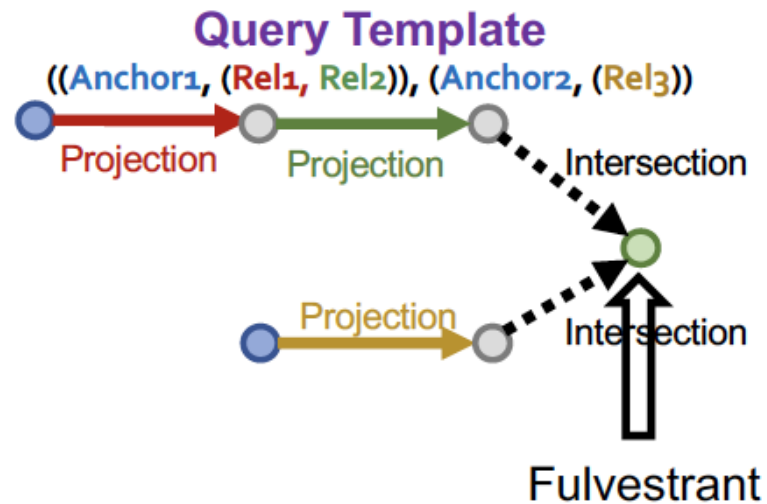 Query Template
((Anchor1, (Rel1, Rel2)), (Anchor2, (Rel3))
Projection
Projection
Intersection
Projection
Intersection
Fulvestrant